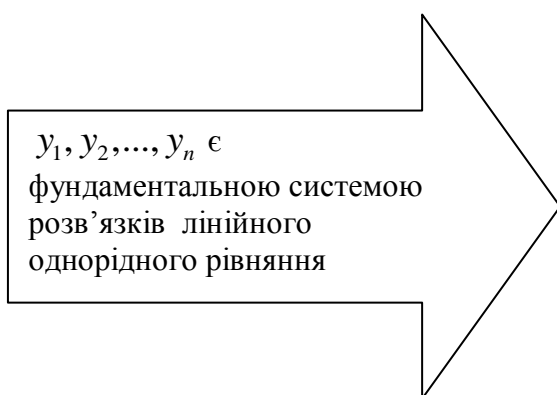 y₁, y₂,..., yₙ є
фундаментальною системою
розв’язків лінійного
однорідного рівняння